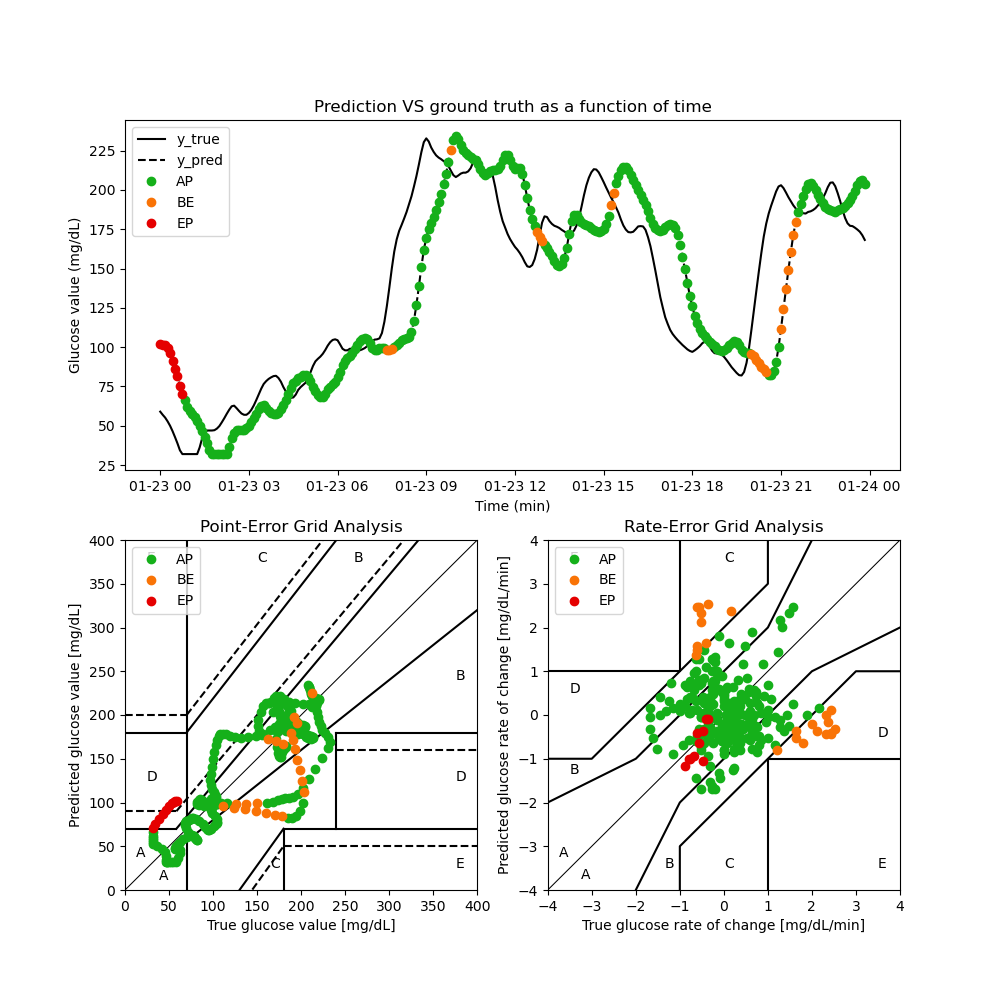 Prediction VS ground truth as a function of time
y_true
y_pred
AP
BE
EP
Glucose value (mg/dL)
225
200
175
150
125
100
75
50
25
01-23 00 01-23 03 01-23 06 01-23 09 01-23 12 01-23 15 01-23 18 01-23 21 01-24 00
Time (min)
Point-Error Grid Analysis
AP
BE
EP
C
B
B
D
D
A
A
C
E
Predicted glucose value [mg/dL]
400
350
300
250
200
150
100
50
0
0 50 100 150 200 250 300 350 400
True glucose value [mg/dL]
Rate-Error Grid Analysis
AP
BE
EP
C
D
D
B
A
A
B
C
E
Predicted glucose rate of change [mg/dL/min]
4
3
2
1
0
−1
−2
−3
−4
−4 −3 −2 −1 0 1 2 3 4
True glucose rate of change [mg/dL/min]